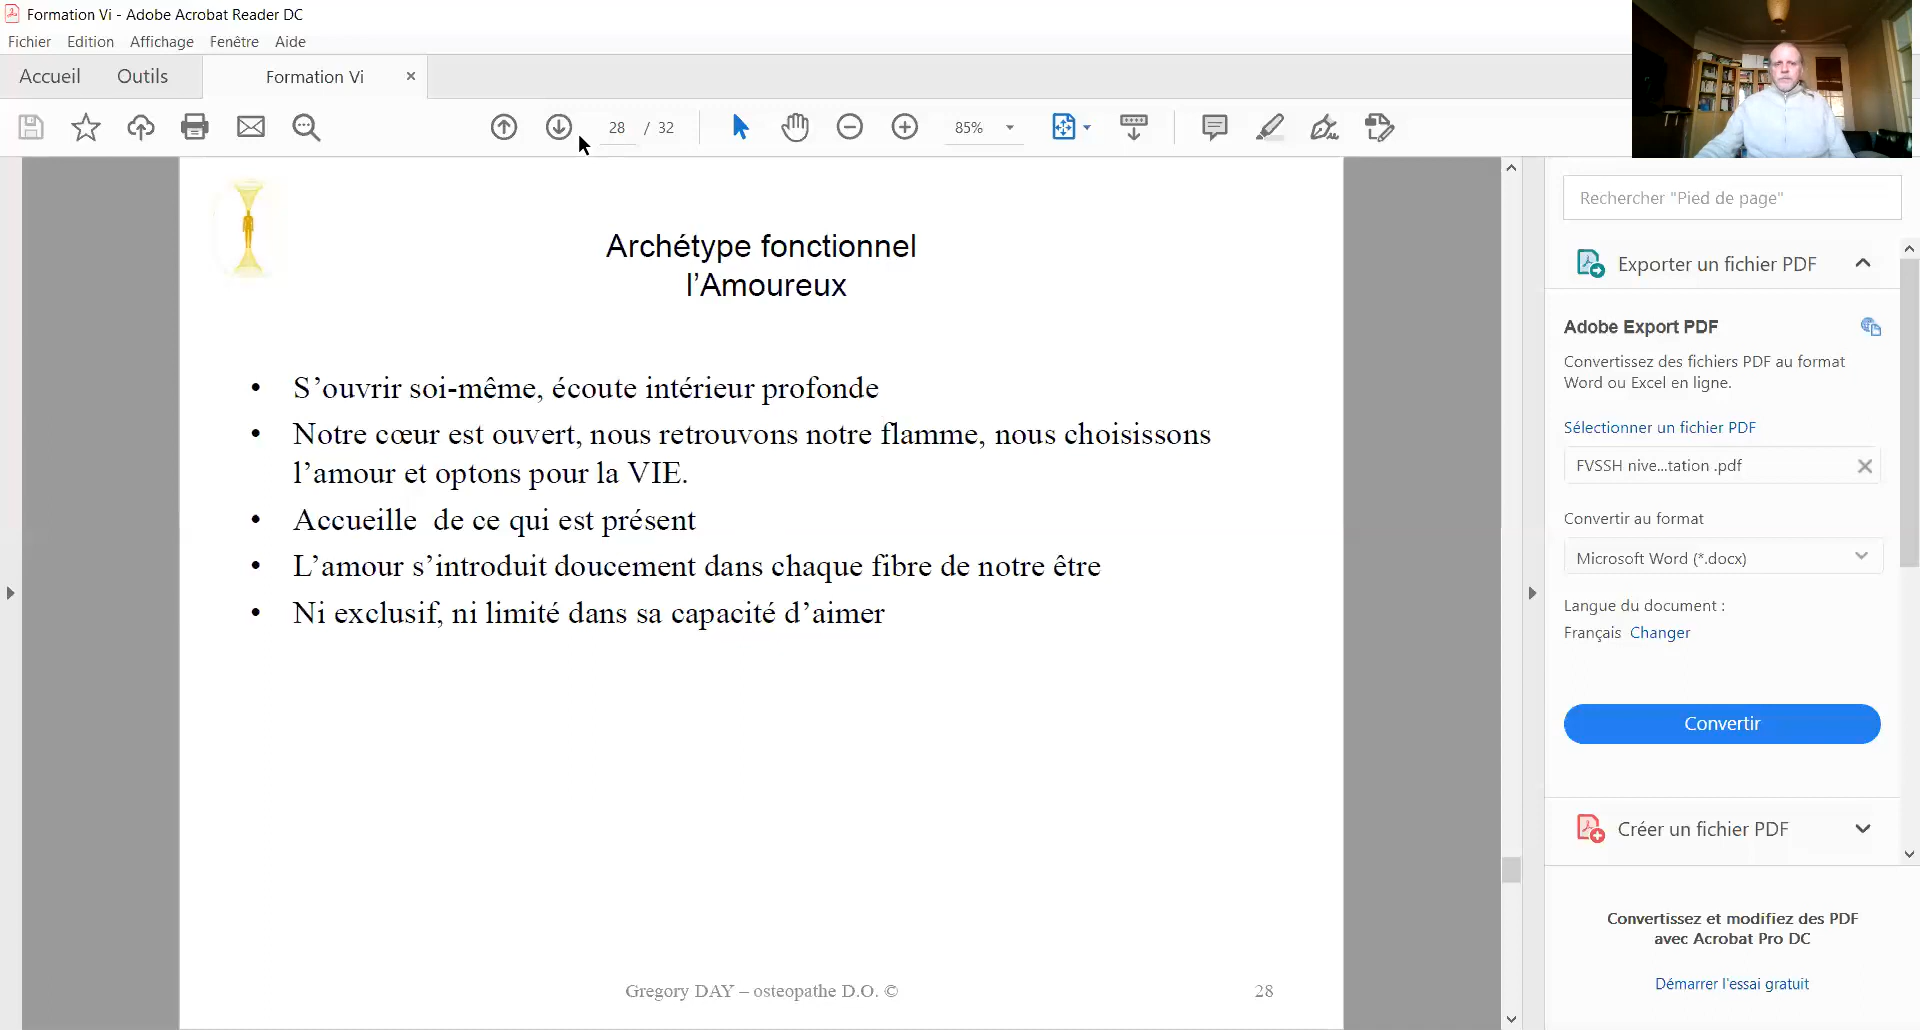 Formation Vi - Adobe Acrobat Reader DC
Fichier Edition Affichage Fenêtre Aide
Accueil Outils Formation Vi
28 / 32 85%
Archétype fonctionnel
l’Amoureux
• S’ouvrir soi-même, écoute intérieur profonde
• Notre cœur est ouvert, nous retrouvons notre flamme, nous choisissons
l’amour et optons pour la VIE.
• Accueille de ce qui est présent
• L’amour s’introduit doucement dans chaque fibre de notre être
• Ni exclusif, ni limité dans sa capacité d’aimer
Gregory DAY – osteopathe D.O. © 28
Rechercher "Pied de page"
Exporter un fichier PDF
Adobe Export PDF
Convertissez des fichiers PDF au format
Word ou Excel en ligne.
Sélectionner un fichier PDF
FVSSH nive...tation .pdf
Convertir au format
Microsoft Word (*.docx)
Langue du document :
Français Changer
Convertir
Créer un fichier PDF
Convertissez et modifiez des PDF
avec Acrobat Pro DC
Démarrer l'essai gratuit